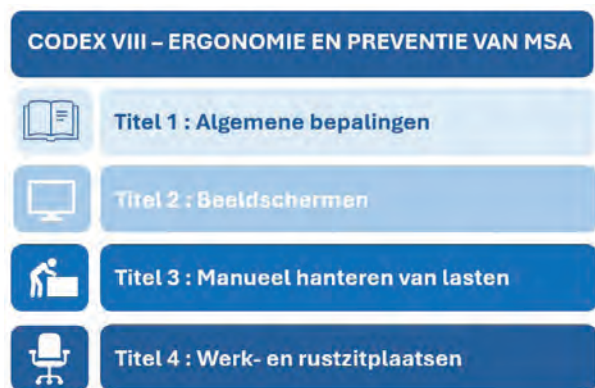 CODEX VIII – ERGONOMIE EN PREVENTIE VAN MSA
Titel 1 : Algemene bepalingen
Titel 2 : Beeldschermen
Titel 3 : Manueel hanteren van lasten
Titel 4 : Werk- en rustzitplaatsen